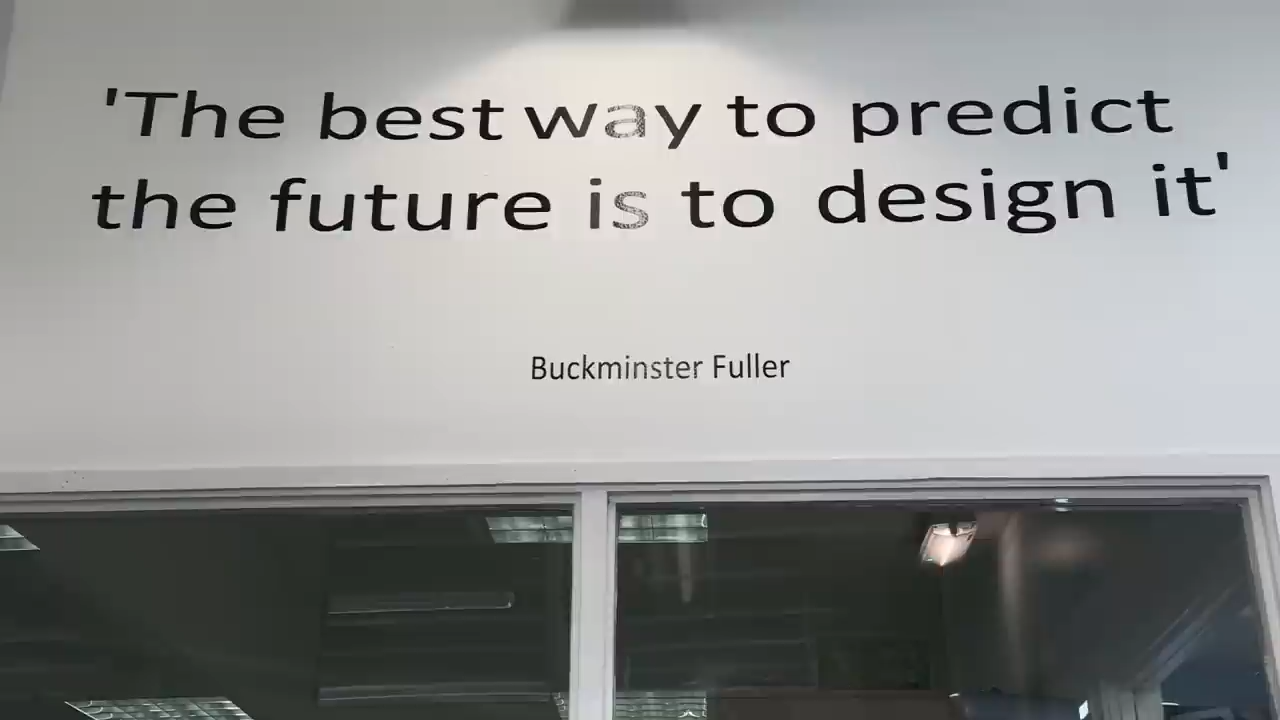 'The best way to predict
the future is to design it'
Buckminster Fuller